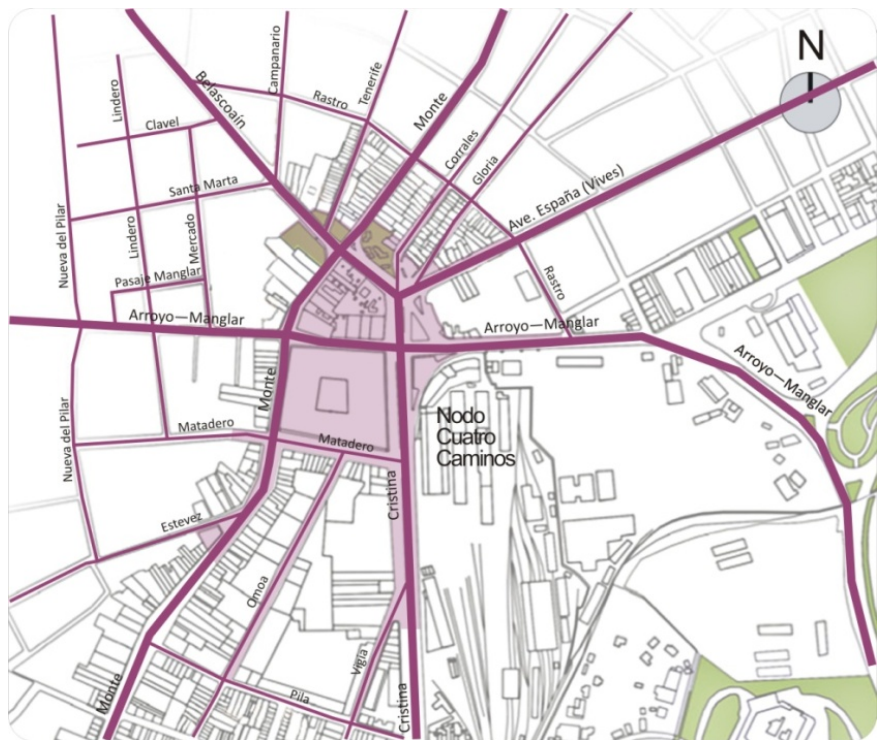 N
Belascoaín
Campanario
Tenerife
Rastro
Monte
Lindero
Clavel
Corrales
Gloria
Ave. España (Vives)
Santa Marta
Nueva del Pilar
Lindero
Mercado
Pasaje Manglar
Rastro
Arroyo—Manglar
Arroyo—Manglar
Arroyo—Manglar
Monte
Nueva del Pilar
Matadero
Matadero
Nodo
Cuatro
Caminos
Cristina
Estevez
Omoa
Vigía
Pila
Monte
Cristina